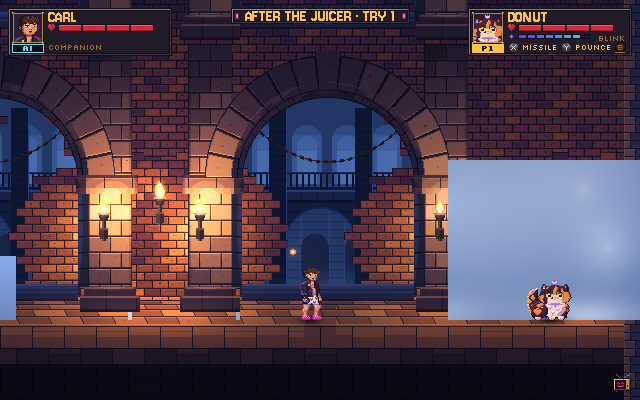 CARL
AI
COMPANION
AFTER THE JUICER · TRY 1
DONUT
BLINK
P1
X MISSILE Y POUNCE B